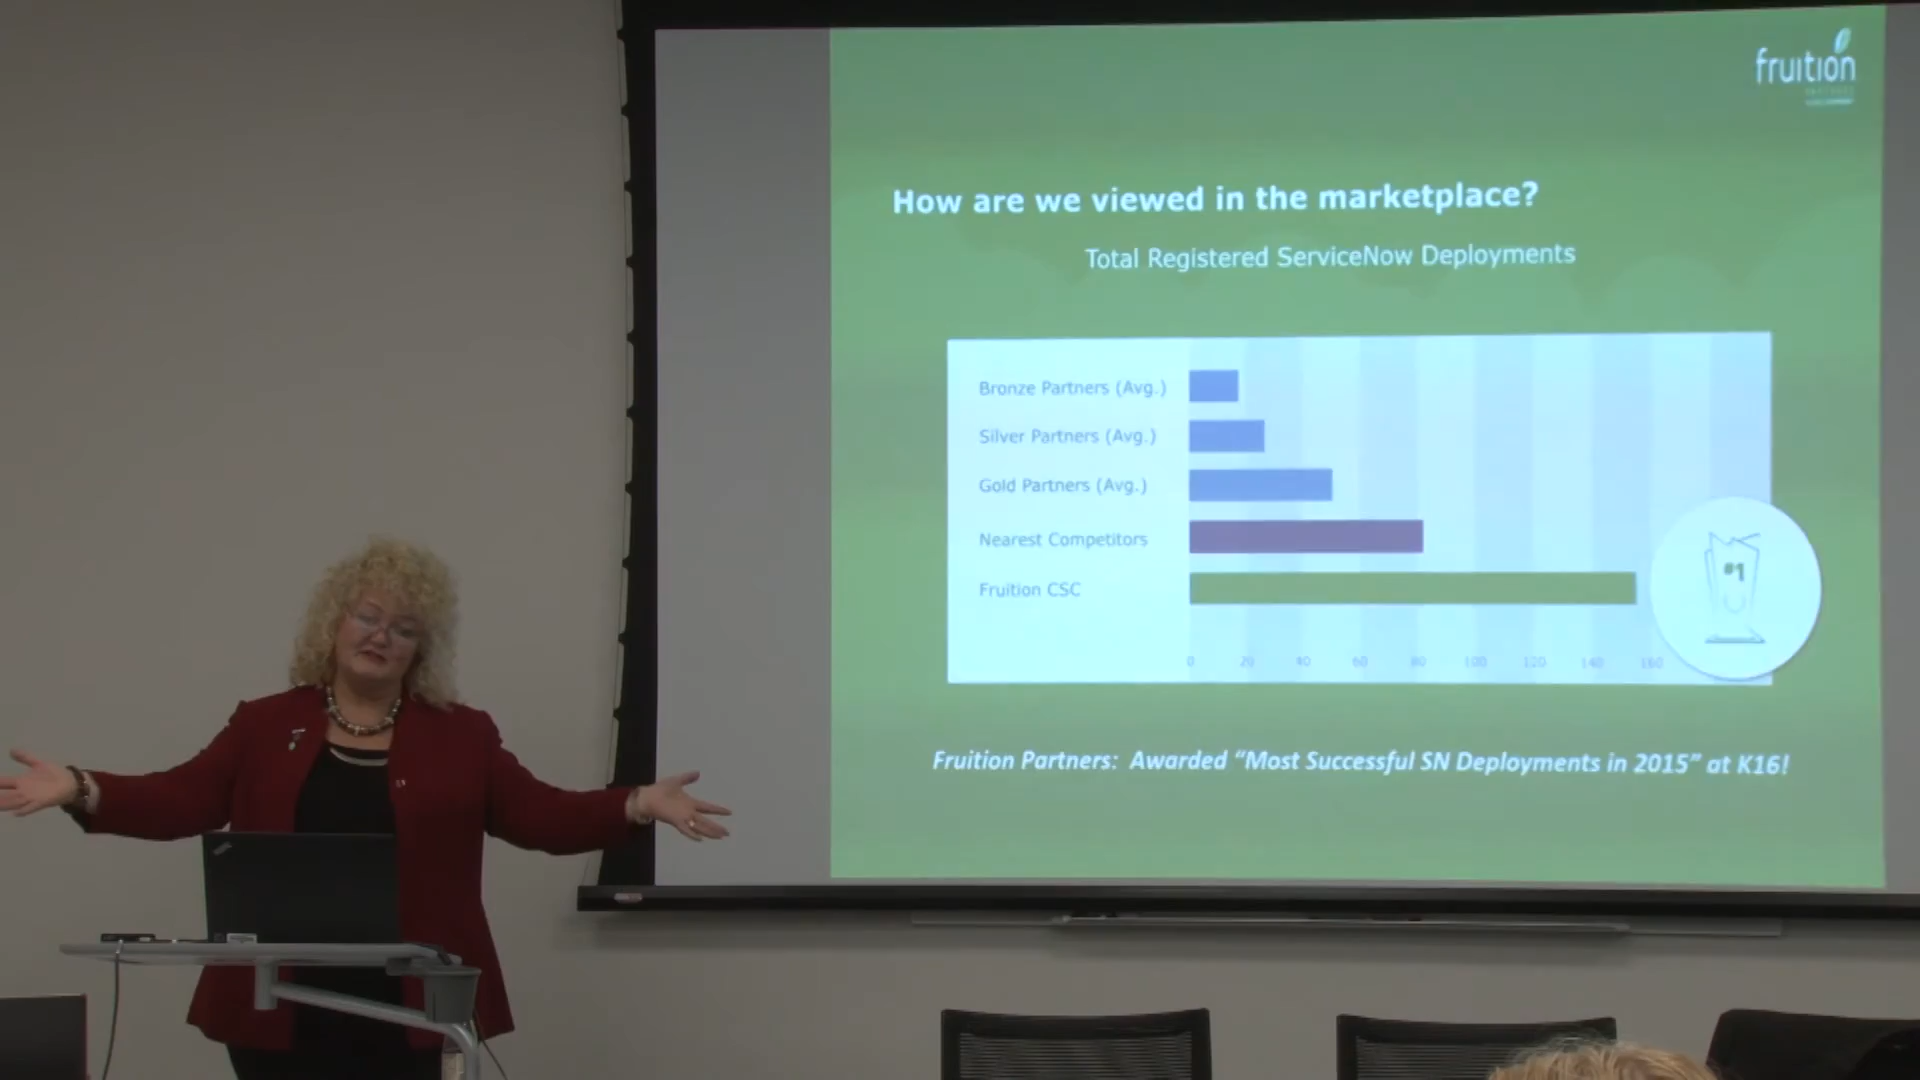 fruition
How are we viewed in the marketplace?
Total Registered ServiceNow Deployments
Bronze Partners (Avg.)
Silver Partners (Avg.)
Gold Partners (Avg.)
Nearest Competitors
Fruition CSC
#1
0 20 40 60 80 100 120 140 160
Fruition Partners: Awarded “Most Successful SN Deployments in 2015” at K16!